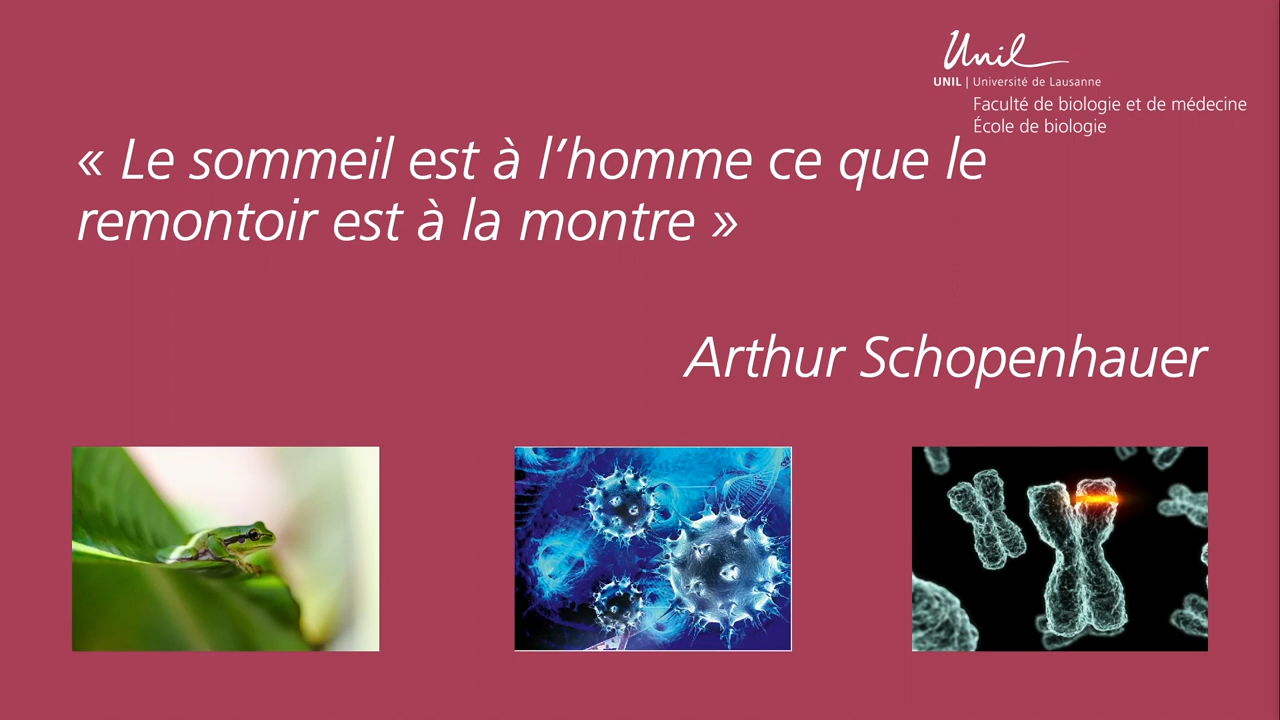 Unil
UNIL | Université de Lausanne
Faculté de biologie et de médecine
École de biologie
« Le sommeil est à l’homme ce que le
remontoir est à la montre »
Arthur Schopenhauer